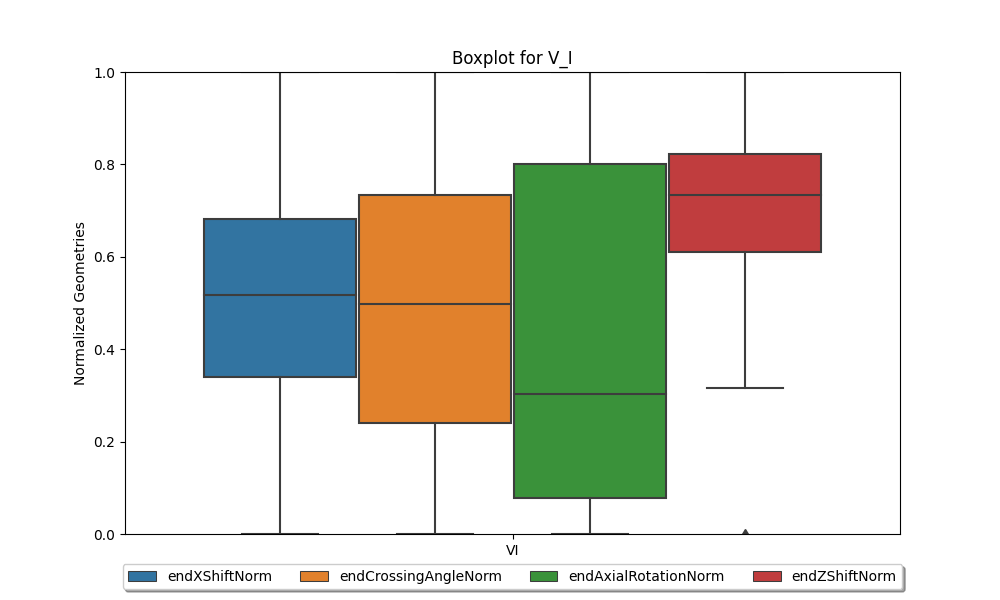 Boxplot for V_I
1.0
0.8
0.6
0.4
0.2
0.0
Normalized Geometries
VI
endXShiftNorm endCrossingAngleNorm endAxialRotationNorm endZShiftNorm